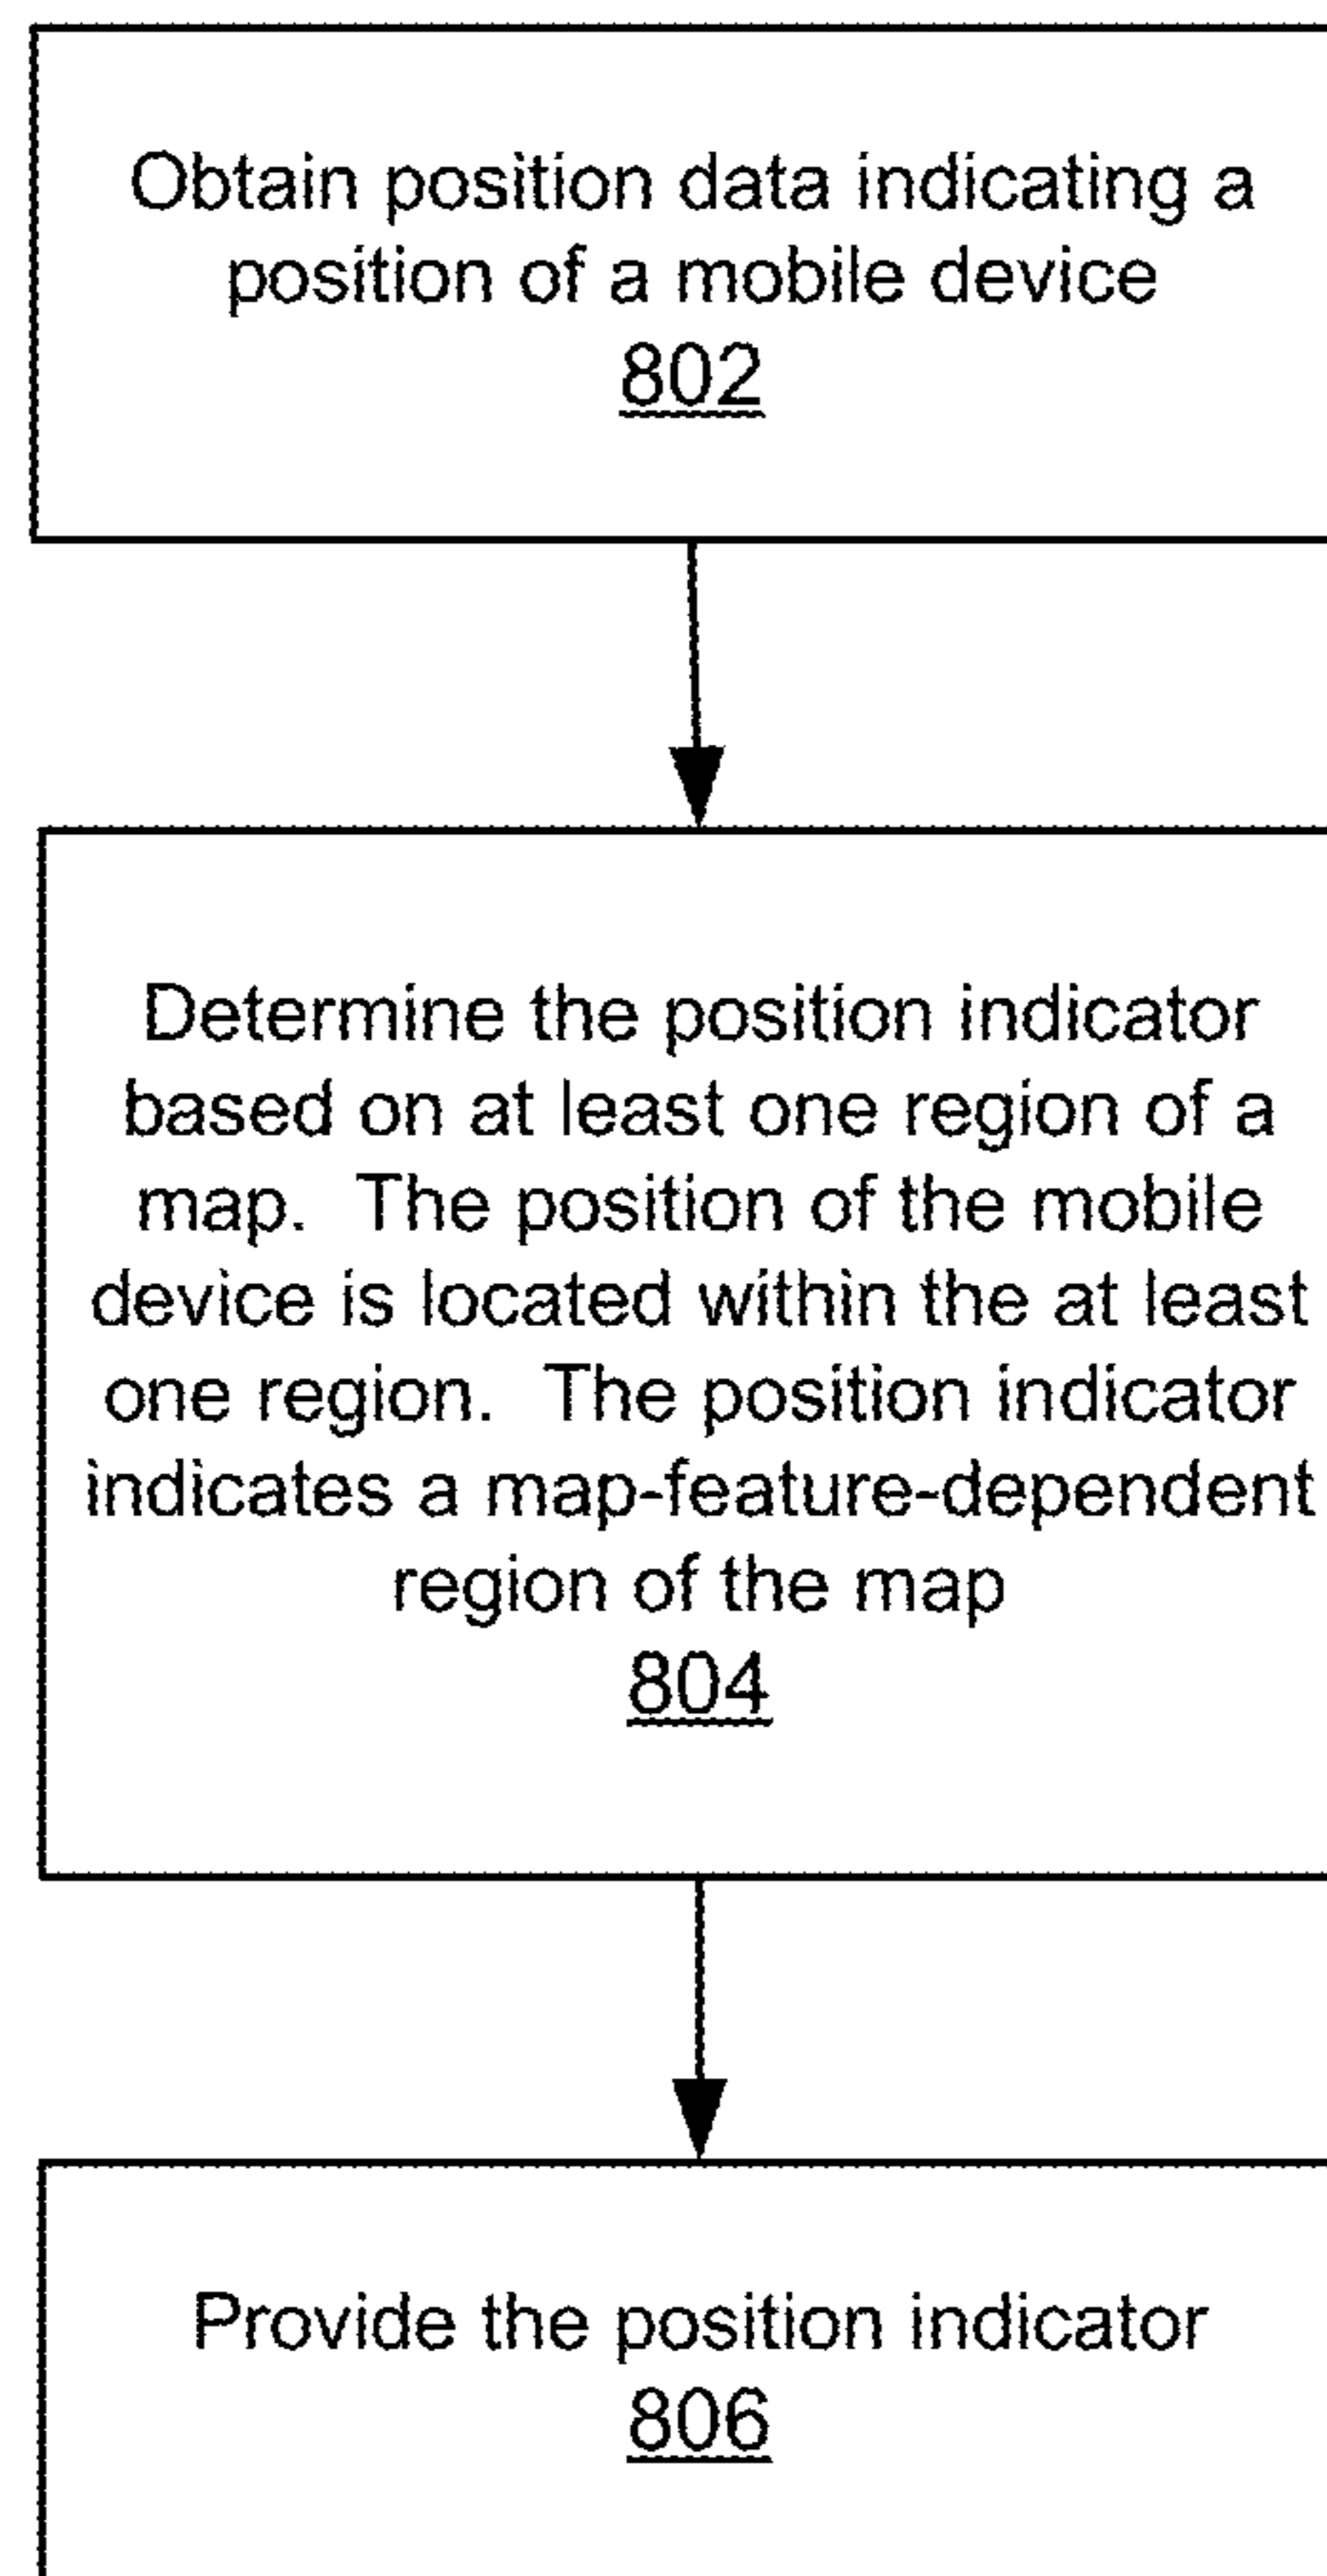 Obtain position data indicating a
position of a mobile device
802
Determine the position indicator
based on at least one region of a
map.  The position of the mobile
device is located within the at least
one region.  The position indicator
indicates a map-feature-dependent
region of the map
804
Provide the position indicator
806